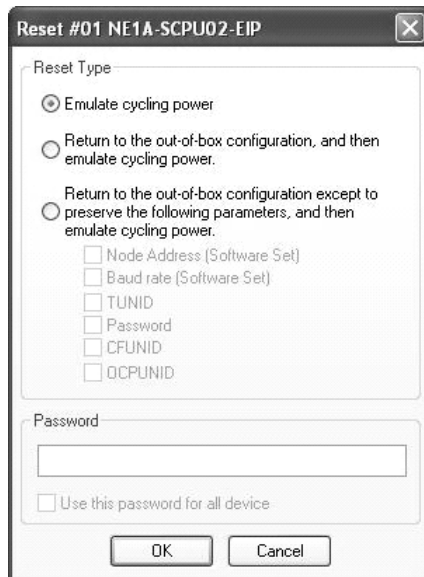 Reset #01 NE1A-SCPU02-EIP
Reset Type
Emulate cycling power
Return to the out-of-box configuration, and then
emulate cycling power.
Return to the out-of-box configuration except to
preserve the following parameters, and then
emulate cycling power.
Node Address (Software Set)
Baud rate (Software Set)
TUNID
Password
CFUNID
OCPUNID
Password
Use this password for all device
OK
Cancel